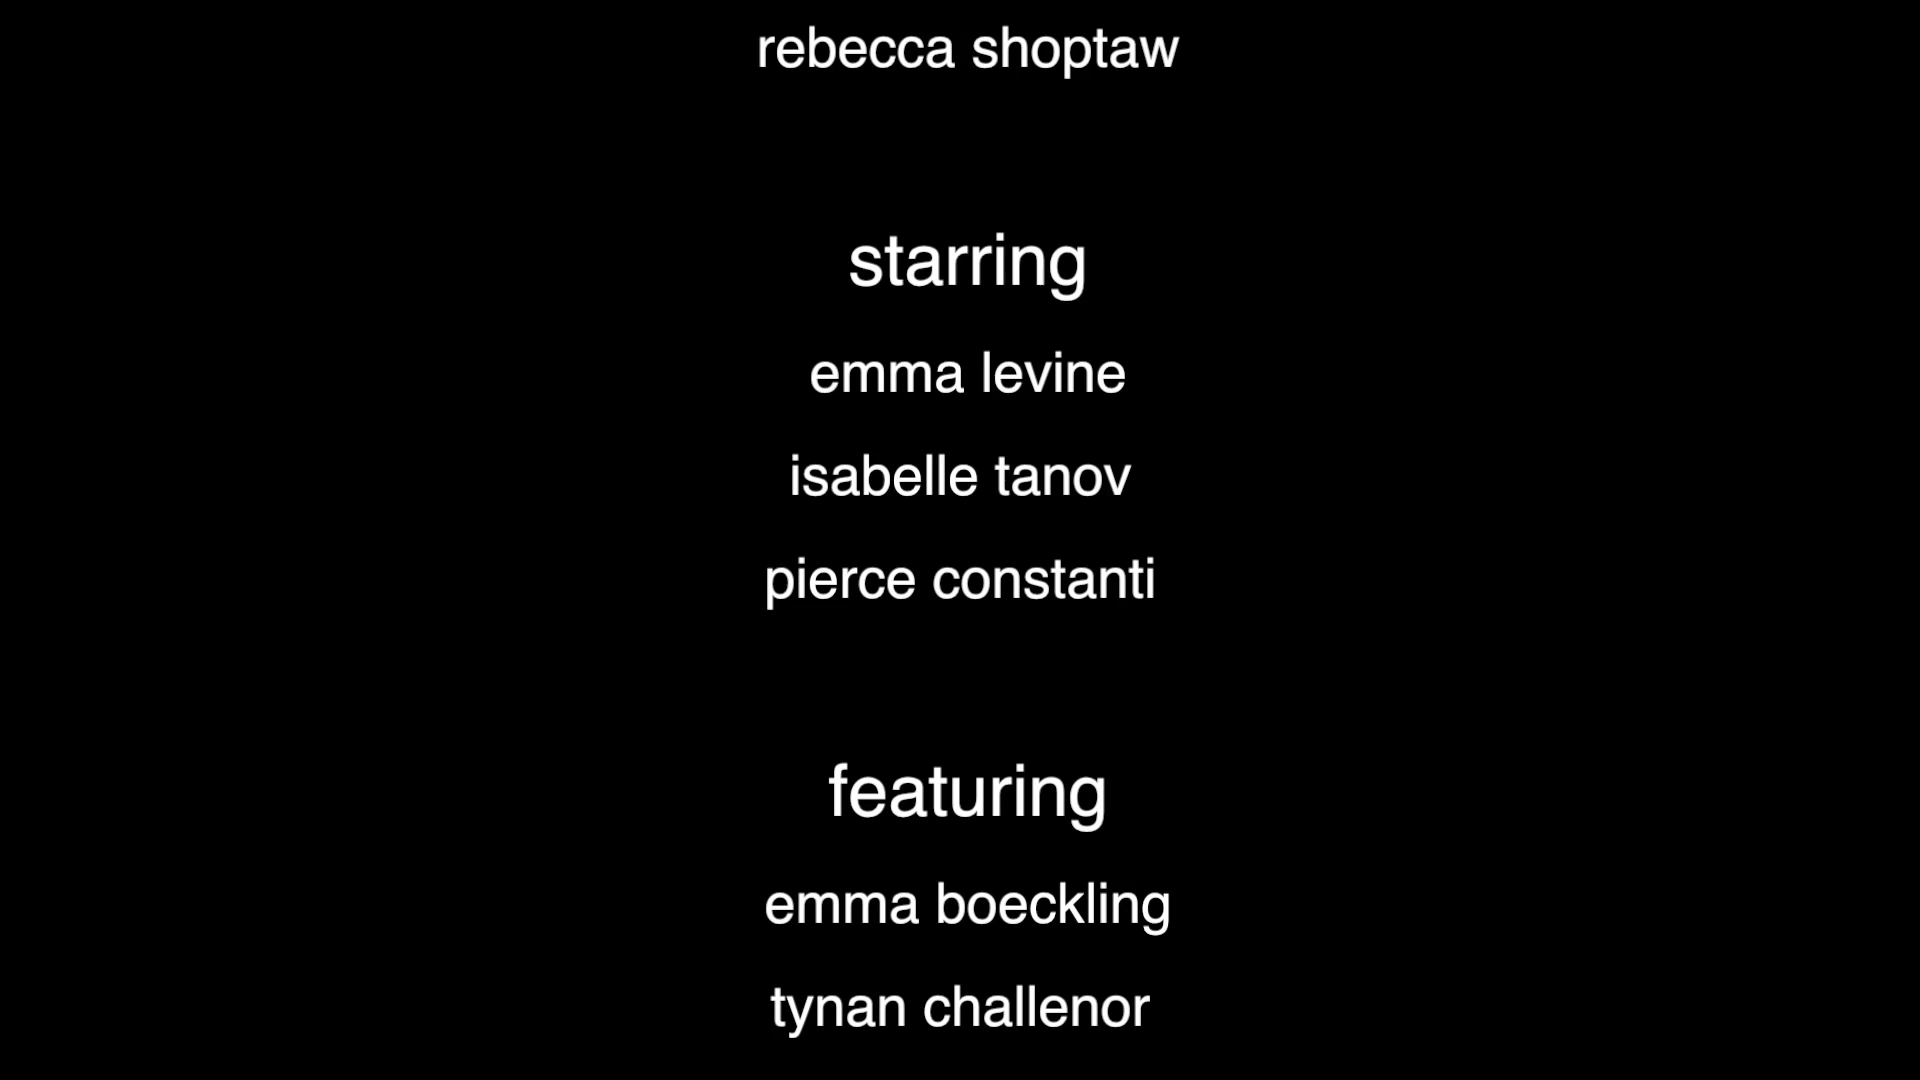 rebecca shoptaw
starring
emma levine
isabelle tanov
pierce constanti
featuring
emma boeckling
tynan challenor